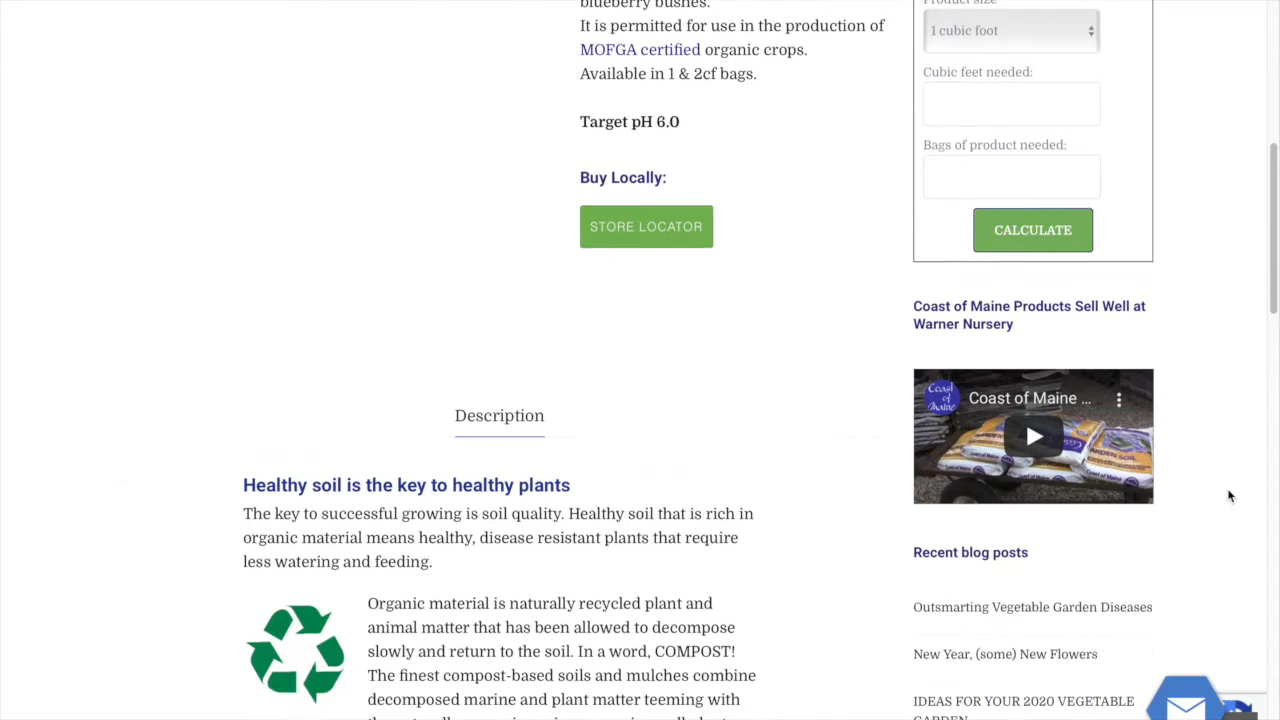 blueberry bushes.
It is permitted for use in the production of
MOFGA certified organic crops.
Available in 1 & 2cf bags.
Target pH 6.0
Buy Locally:
STORE LOCATOR
Product size
1 cubic foot
Cubic feet needed:
Bags of product needed:
CALCULATE
Coast of Maine Products Sell Well at
Warner Nursery
Coast of Maine
Coast of Maine ...
Recent blog posts
Outsmarting Vegetable Garden Diseases
New Year, (some) New Flowers
IDEAS FOR YOUR 2020 VEGETABLE
GARDEN
Description
Healthy soil is the key to healthy plants
The key to successful growing is soil quality. Healthy soil that is rich in
organic material means healthy, disease resistant plants that require
less watering and feeding.
Organic material is naturally recycled plant and
animal matter that has been allowed to decompose
slowly and return to the soil. In a word, COMPOST!
The finest compost-based soils and mulches combine
decomposed marine and plant matter teeming with